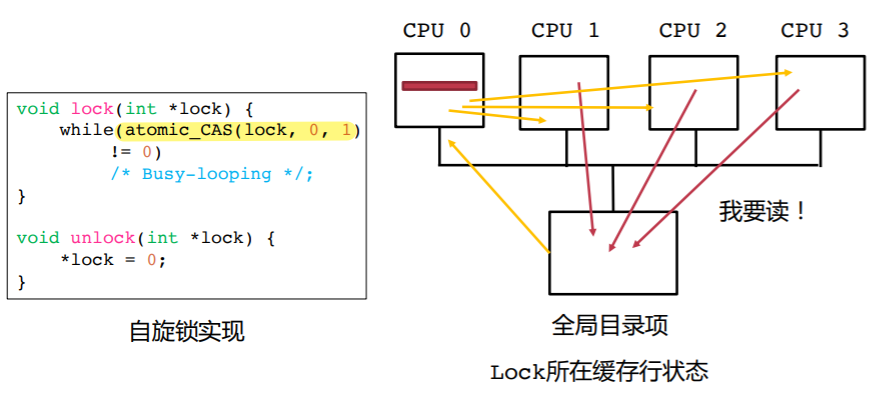 void lock(int *lock) {
while(atomic_CAS(lock, 0, 1)
!= 0)
/* Busy-looping */;
}
void unlock(int *lock) {
*lock = 0;
}
自旋锁实现
CPU 0 CPU 1 CPU 2 CPU 3
我要读！
全局目录项
Lock所在缓存行状态